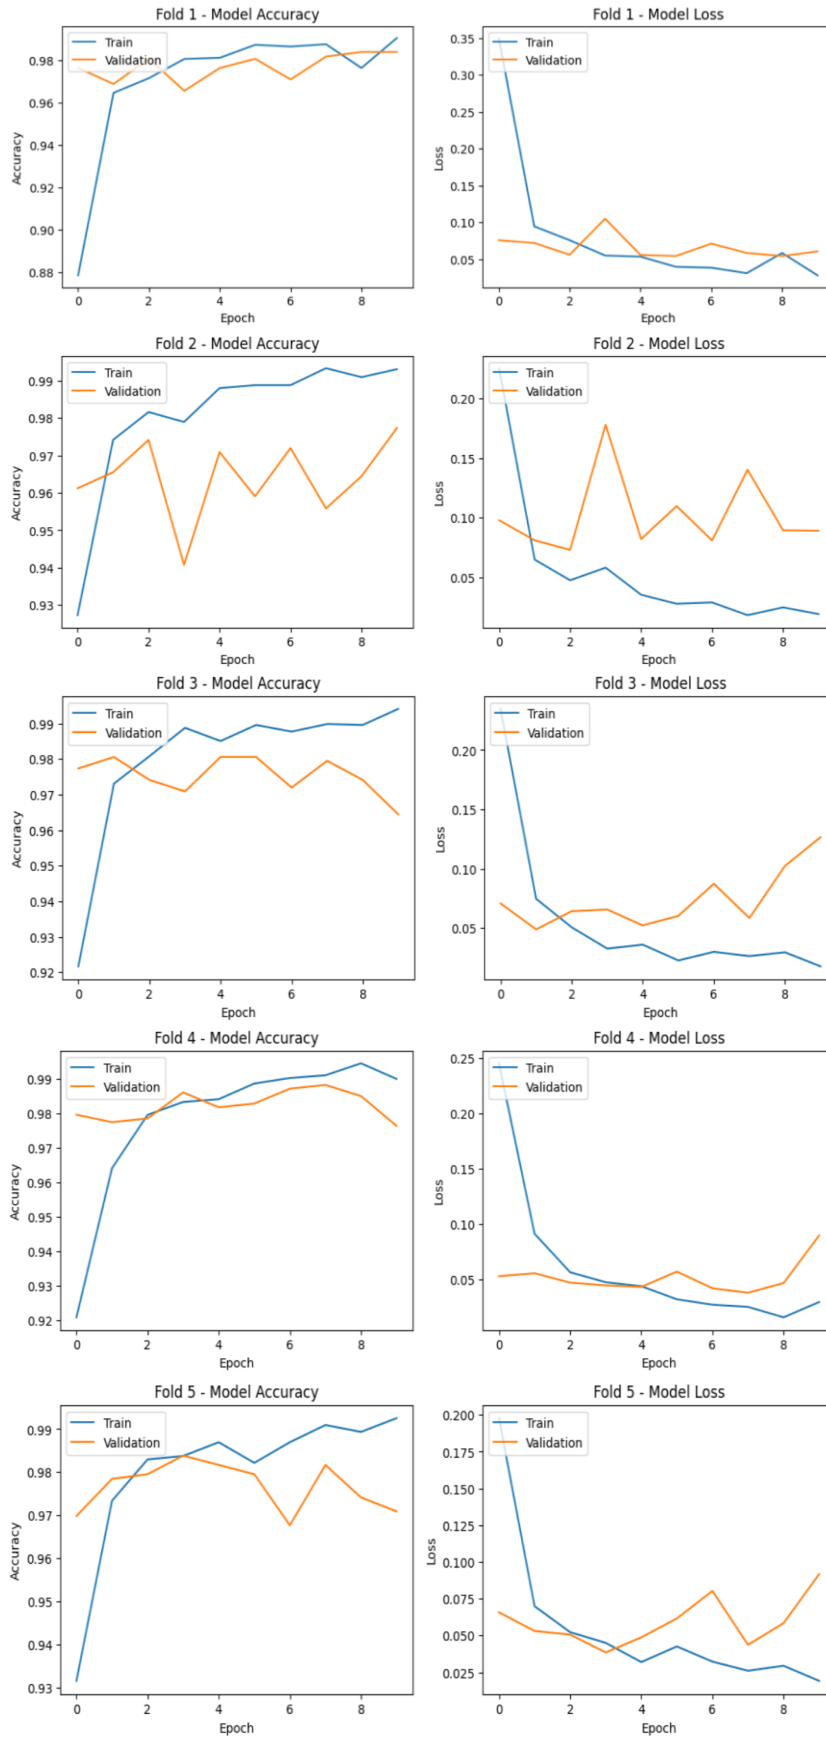 Fold 1 - Model Accuracy
Train
Validation
0.98
0.96
0.94
0.92
0.90
0.88
Accuracy
0 2 4 6 8
Epoch
Fold 1 - Model Loss
Train
Validation
0.35
0.30
0.25
0.20
0.15
0.10
0.05
Loss
0 2 4 6 8
Epoch
Fold 2 - Model Accuracy
Train
Validation
0.99
0.98
0.97
0.96
0.95
0.94
0.93
Accuracy
0 2 4 6 8
Epoch
Fold 2 - Model Loss
Train
Validation
0.20
0.15
0.10
0.05
Loss
0 2 4 6 8
Epoch
Fold 3 - Model Accuracy
Train
Validation
0.99
0.98
0.97
0.96
0.95
0.94
0.93
0.92
Accuracy
0 2 4 6 8
Epoch
Fold 3 - Model Loss
Train
Validation
0.20
0.15
0.10
0.05
Loss
0 2 4 6 8
Epoch
Fold 4 - Model Accuracy
Train
Validation
0.99
0.98
0.97
0.96
0.95
0.94
0.93
0.92
Accuracy
0 2 4 6 8
Epoch
Fold 4 - Model Loss
Train
Validation
0.25
0.20
0.15
0.10
0.05
Loss
0 2 4 6 8
Epoch
Fold 5 - Model Accuracy
Train
Validation
0.99
0.98
0.97
0.96
0.95
0.94
0.93
Accuracy
0 2 4 6 8
Epoch
Fold 5 - Model Loss
Train
Validation
0.200
0.175
0.150
0.125
0.100
0.075
0.050
0.025
Loss
0 2 4 6 8
Epoch